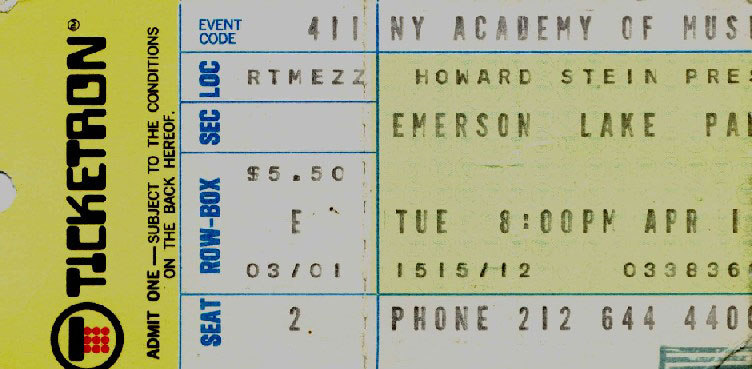 TICKETRON
ADMIT ONE — SUBJECT TO THE CONDITIONS
ON THE BACK HEREOF.
EVENT CODE 411
LOC RTMEZZ
SEC
$5.50
ROW-BOX E
03/01
SEAT 2
NY ACADEMY OF MUS
HOWARD STEIN PRE
EMERSON LAKE PA
TUE 8:00PM APR 1
1515/12 033836
PHONE 212 644 440